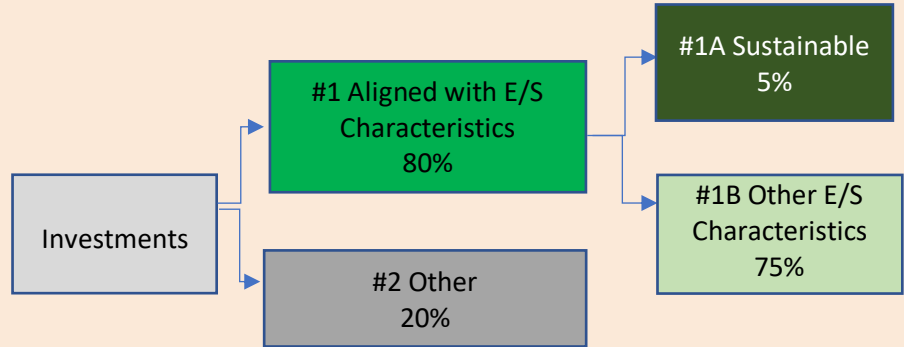 Investments
#1 Aligned with E/S
Characteristics
80%
#2 Other
20%
#1A Sustainable
5%
#1B Other E/S
Characteristics
75%